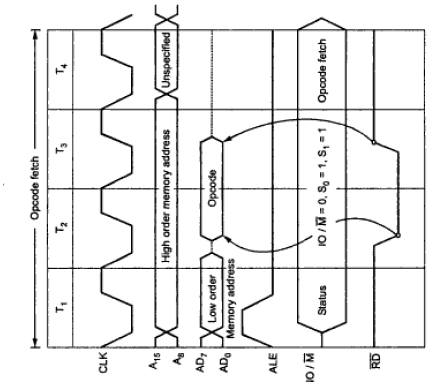 Opcode fetch
T1 T2 T3 T4
CLK
A15
A8
High order memory address
Unspecified
AD7
AD0
Low order
Memory address
Opcode
ALE
IO / M̅
Status
IO / M̅ = 0, S0 = 1, S1 = 1
Opcode fetch
R̅D̅